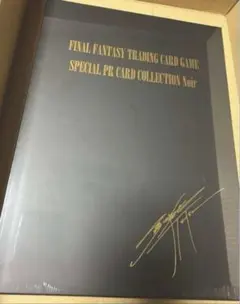 FINAL FANTASY TRADING CARD GAME
SPECIAL PR CARD COLLECTION Noir